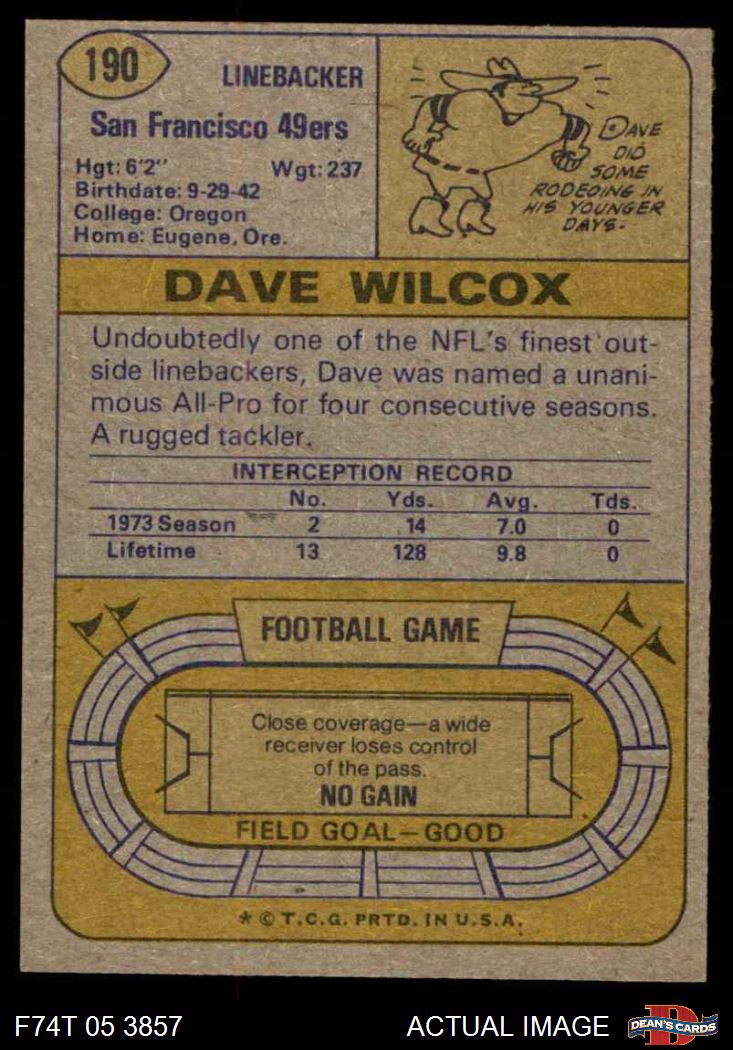 190
LINEBACKER
San Francisco 49ers
Hgt: 6'2" Wgt: 237
Birthdate: 9-29-42
College: Oregon
Home: Eugene, Ore.
DAVE
DID
SOME
RODEOING IN
HIS YOUNGER
DAYS.
DAVE WILCOX
Undoubtedly one of the NFL's finest out-
side linebackers, Dave was named a unani-
mous All-Pro for four consecutive seasons.
A rugged tackler.
INTERCEPTION RECORD
No. Yds. Avg. Tds.
1973 Season 2 14 7.0 0
Lifetime 13 128 9.8 0
FOOTBALL GAME
Close coverage—a wide
receiver loses control
of the pass.
NO GAIN
FIELD GOAL—GOOD
* © T.C.G. PRTD. IN U.S.A.
F74T 05 3857 ACTUAL IMAGE
D
DEAN'S CARDS